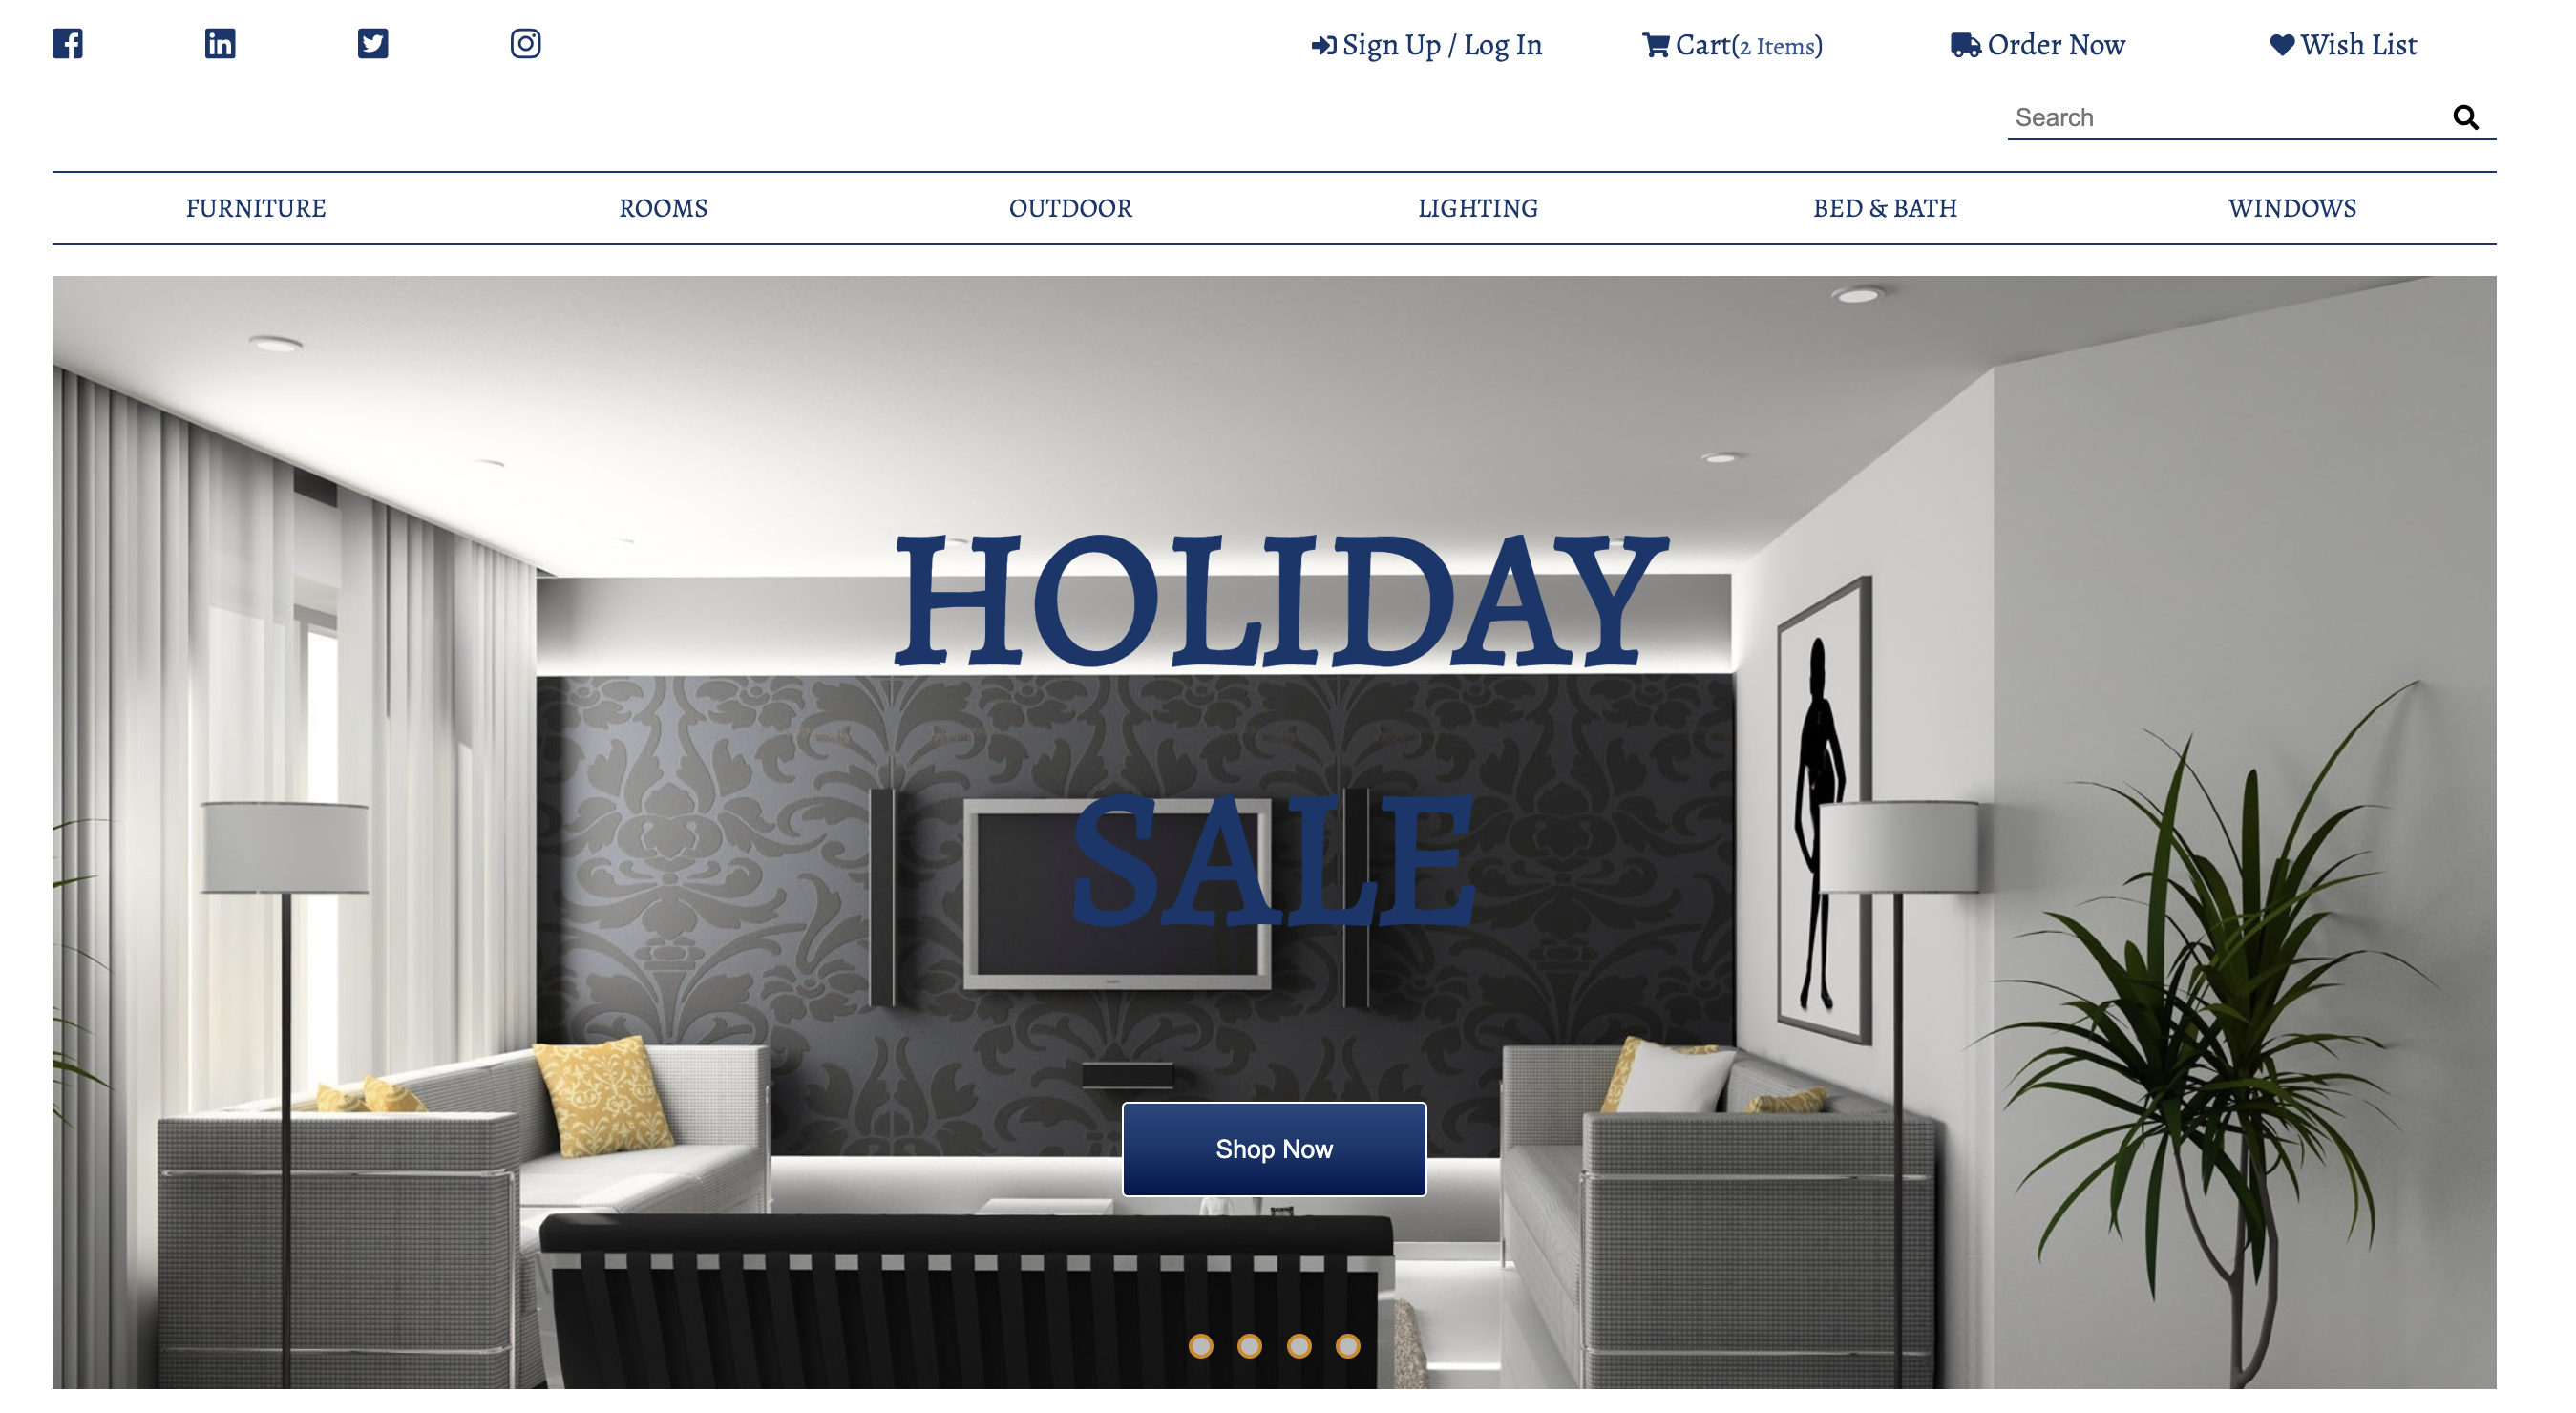 Sign Up / Log In
Cart(2 Items)
Order Now
Wish List
Search
FURNITURE
ROOMS
OUTDOOR
LIGHTING
BED & BATH
WINDOWS
HOLIDAY
SALE
Shop Now